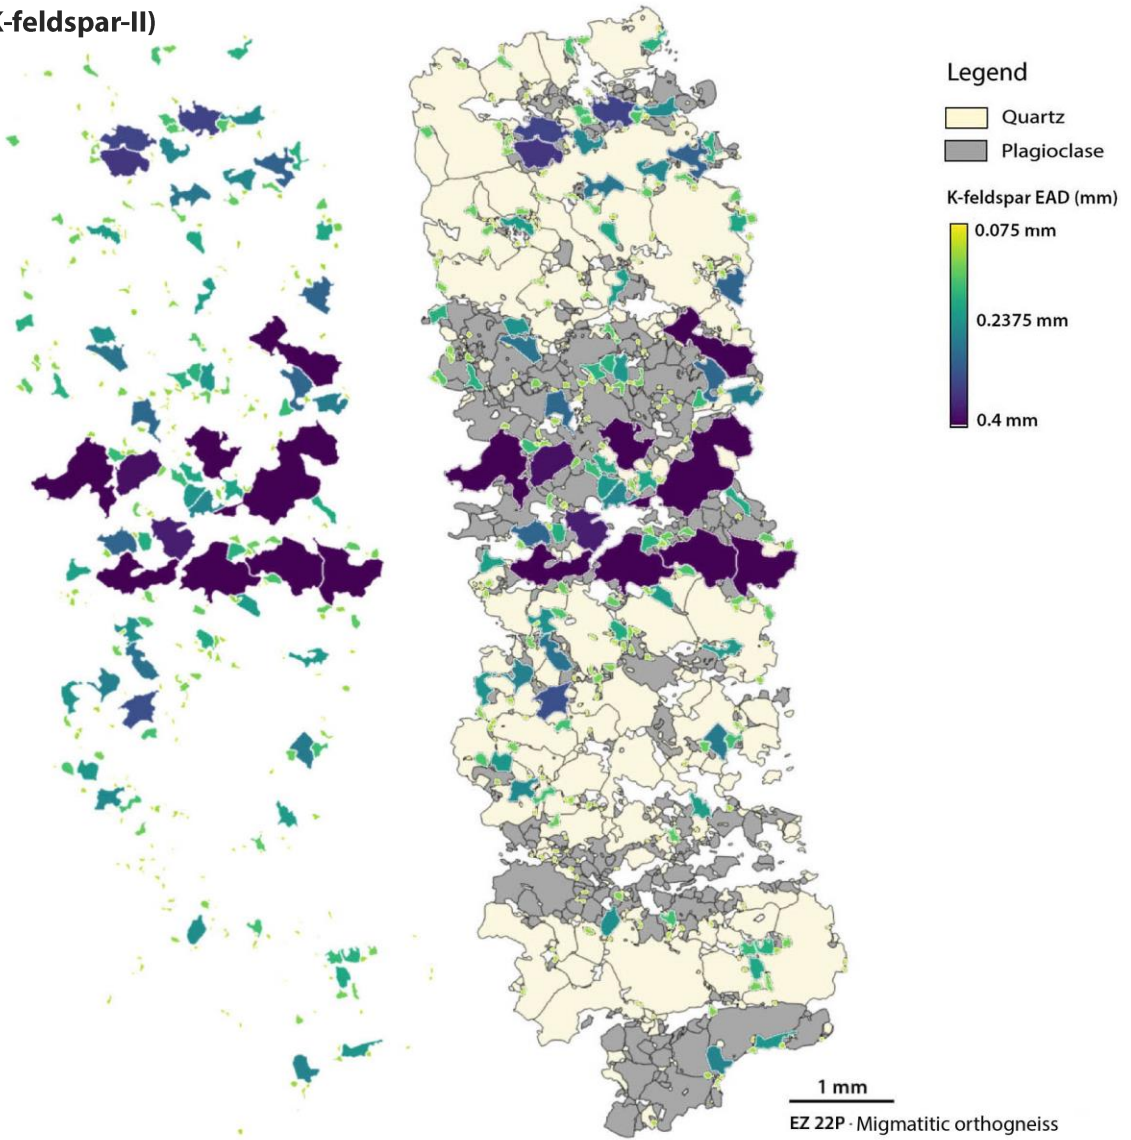 K-feldspar-II)
Legend
Quartz
Plagioclase
K-feldspar EAD (mm)
0.075 mm
0.2375 mm
0.4 mm
1 mm
EZ 22P · Migmatitic orthogneiss